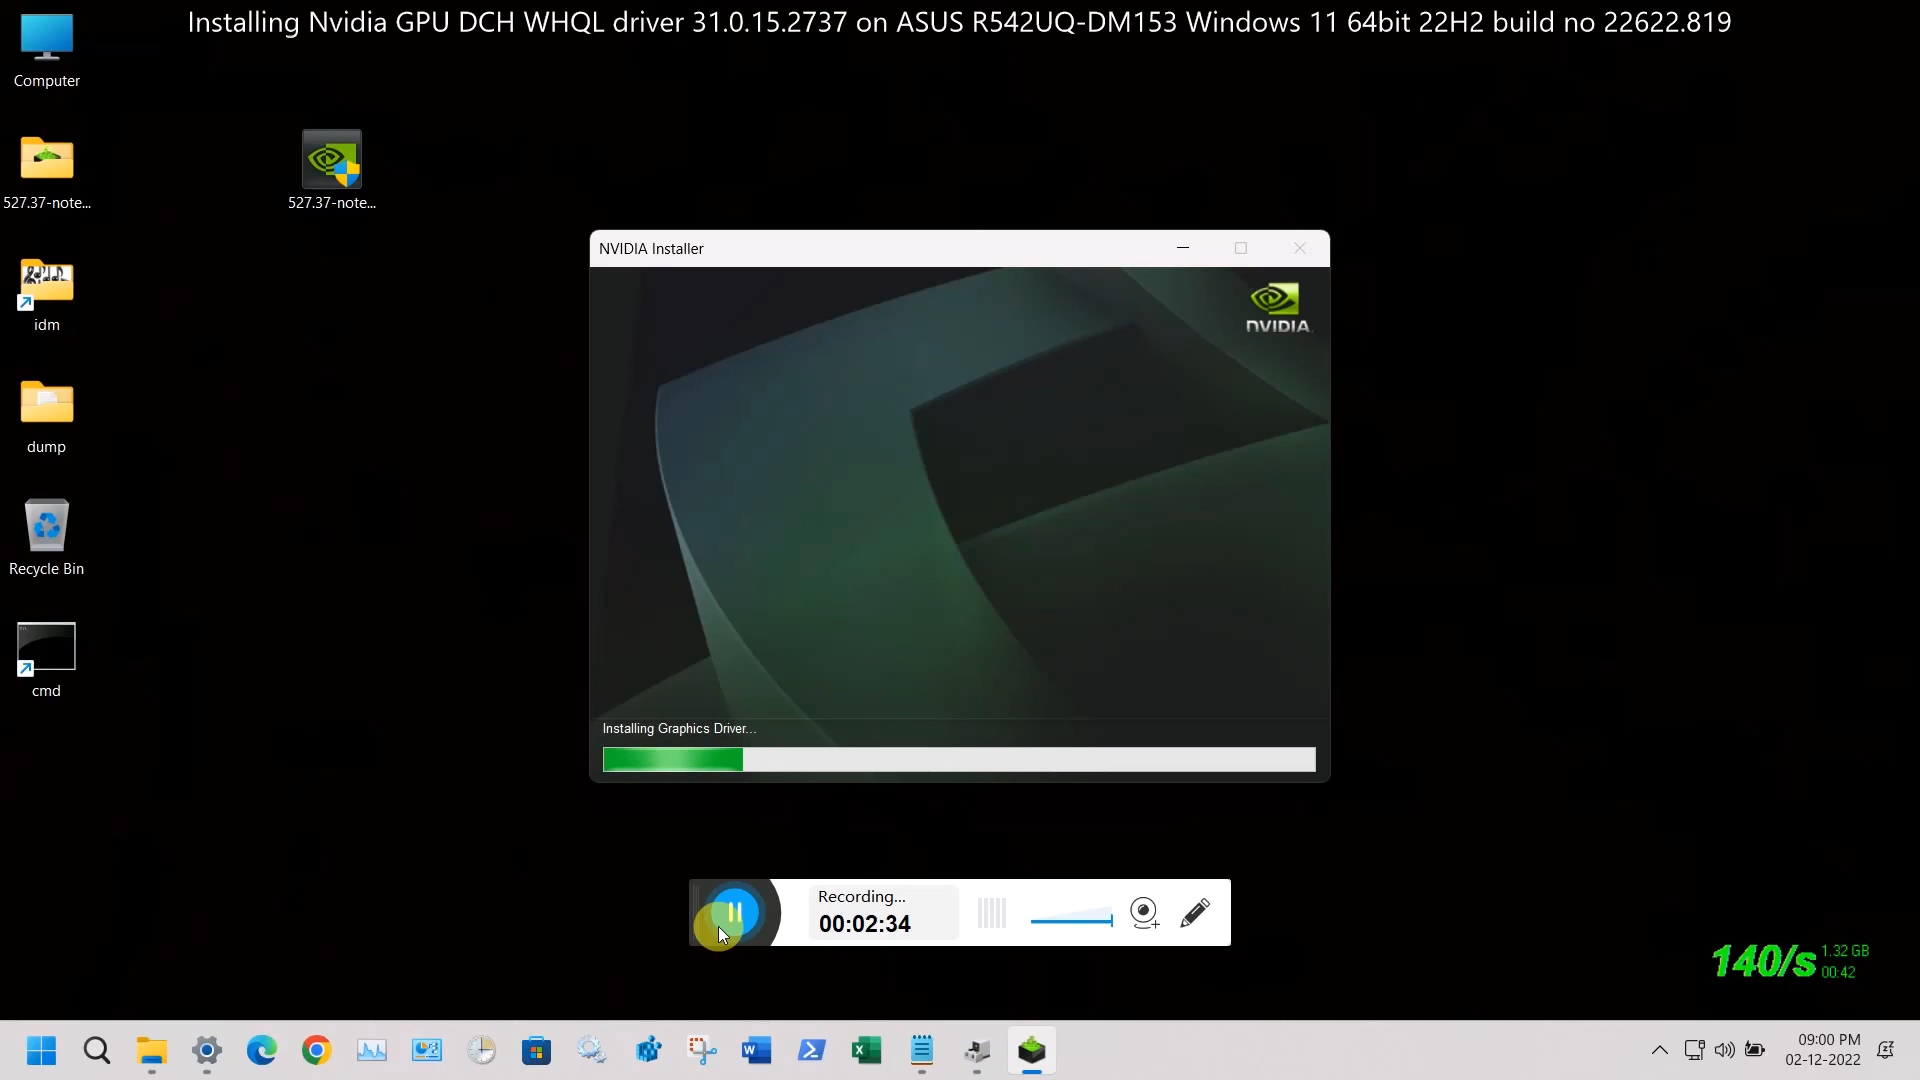 Installing Nvidia GPU DCH WHQL driver 31.0.15.2737 on ASUS R542UQ-DM153 Windows 11 64bit 22H2 build no 22622.819
Computer
527.37-note...
527.37-note...
idm
dump
Recycle Bin
cmd
NVIDIA Installer
NVIDIA
Installing Graphics Driver...
Recording...
00:02:34
140/s
1.32 GB
00:42
09:00 PM
02-12-2022